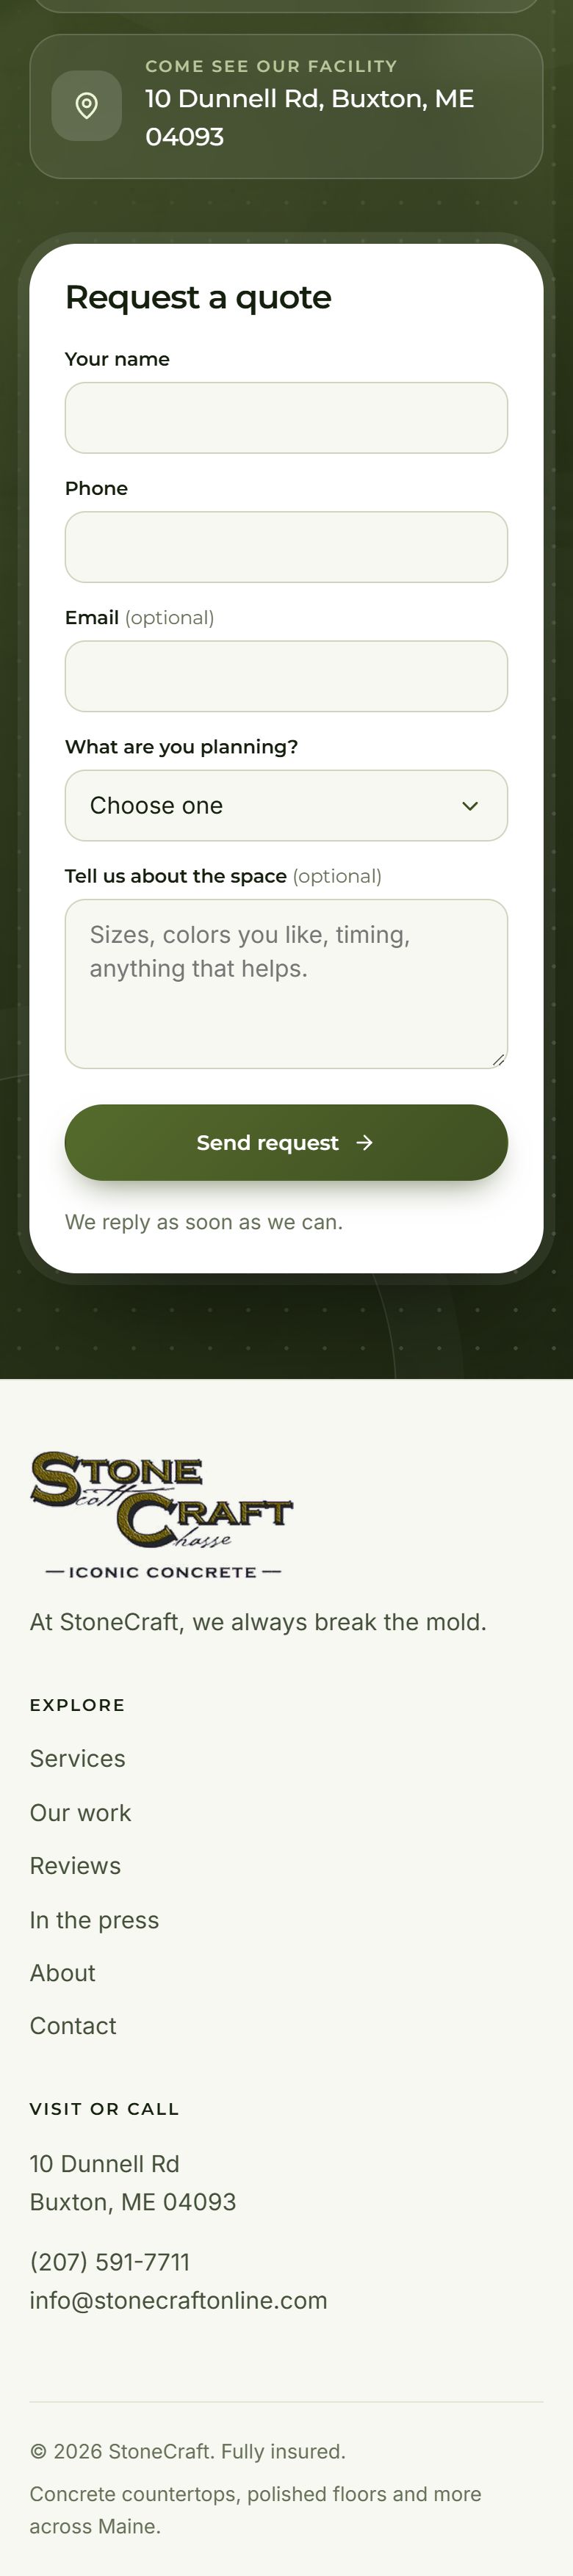 COME SEE OUR FACILITY
10 Dunnell Rd, Buxton, ME
04093
Request a quote
Your name
Phone
Email (optional)
What are you planning?
Choose one
Tell us about the space (optional)
Sizes, colors you like, timing,
anything that helps.
Send request
We reply as soon as we can.
STONE
Scott
CRAFT
Chasse
ICONIC CONCRETE
At StoneCraft, we always break the mold.
EXPLORE
Services
Our work
Reviews
In the press
About
Contact
VISIT OR CALL
10 Dunnell Rd
Buxton, ME 04093
(207) 591-7711
info@stonecraftonline.com
© 2026 StoneCraft. Fully insured.
Concrete countertops, polished floors and more
across Maine.